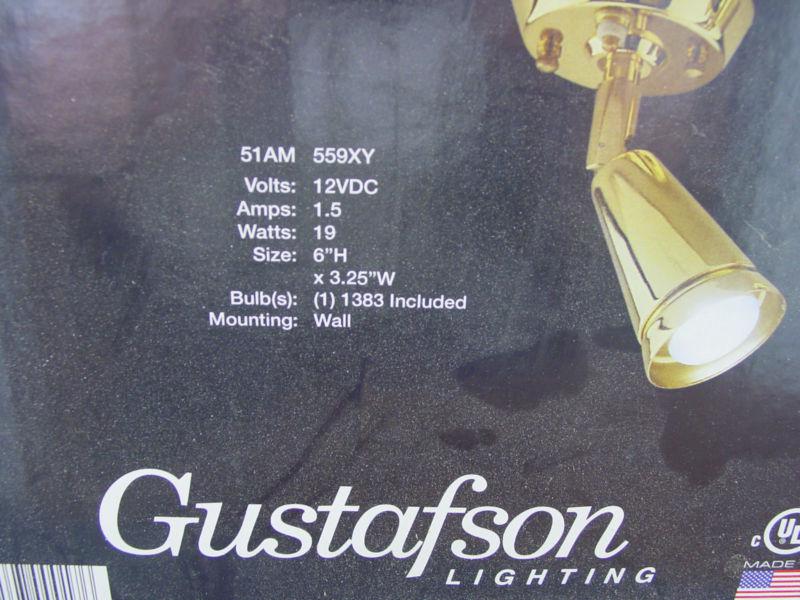 51AM 559XY
Volts: 12VDC
Amps: 1.5
Watts: 19
Size: 6"H
x 3.25"W
Bulb(s): (1) 1383 Included
Mounting: Wall
Gustafson
LIGHTING
C UL
MADE